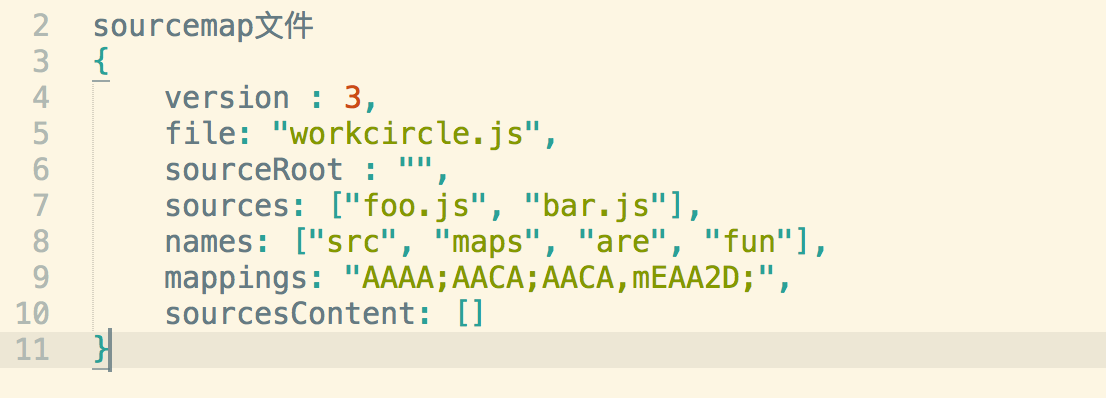 2 sourcemap文件
3 {
4 version : 3,
5 file: "workcircle.js",
6 sourceRoot : "",
7 sources: ["foo.js", "bar.js"],
8 names: ["src", "maps", "are", "fun"],
9 mappings: "AAAA;AACA;AACA,mEAA2D;",
10 sourcesContent: []
11 }